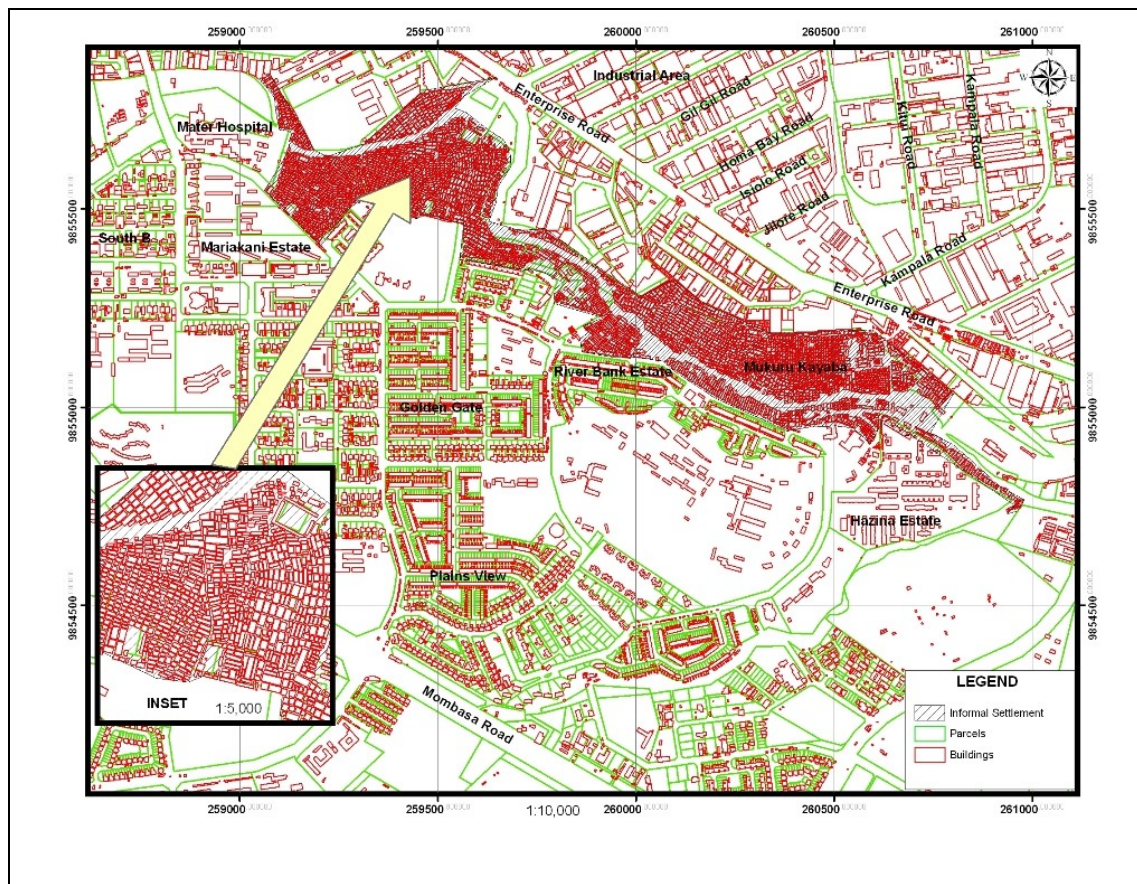 259000
259500
260000
260500
261000
N
W
E
S
Industrial Area
Enterprise Road
Gil Gil Road
Kitui Road
Kampala Road
Mater Hospital
Homa Bay Road
Isiolo Road
9855500
9855500
Jilore Road
South B
Mariakani Estate
Kampala Road
Enterprise Road
River Bank Estate
Mukuru Kayaba
9855000
Golden Gate
9855000
Hazina Estate
Plains View
9854500
9854500
INSET
1:5,000
Mombasa Road
LEGEND
Informal Settlement
Parcels
Buildings
259000
259500
1:10,000
260000
260500
261000